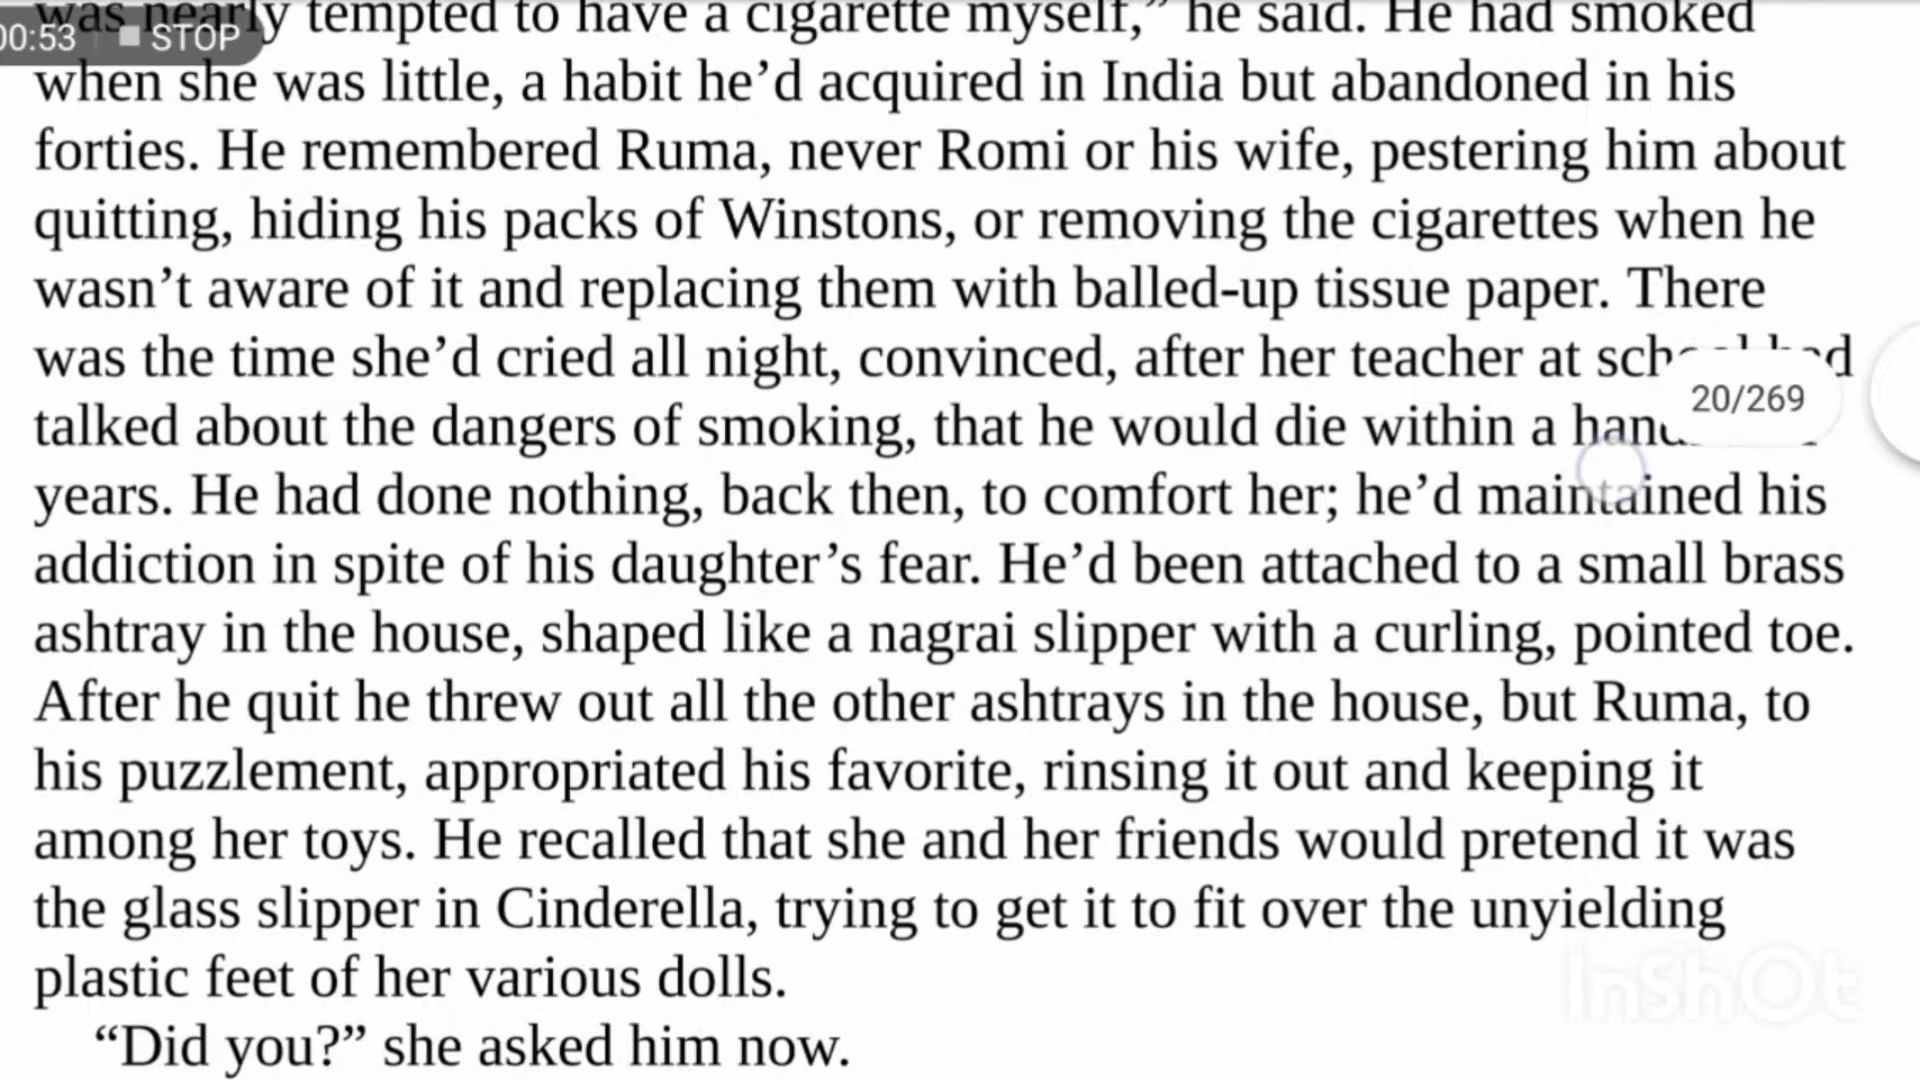 was nearly tempted to have a cigarette myself,” he said. He had smoked
00:53 STOP
when she was little, a habit he’d acquired in India but abandoned in his
forties. He remembered Ruma, never Romi or his wife, pestering him about
quitting, hiding his packs of Winstons, or removing the cigarettes when he
wasn’t aware of it and replacing them with balled-up tissue paper. There
was the time she’d cried all night, convinced, after her teacher at school had
20/269
talked about the dangers of smoking, that he would die within a
years. He had done nothing, back then, to comfort her; he’d maintained his
addiction in spite of his daughter’s fear. He’d been attached to a small brass
ashtray in the house, shaped like a nagrai slipper with a curling, pointed toe.
After he quit he threw out all the other ashtrays in the house, but Ruma, to
his puzzlement, appropriated his favorite, rinsing it out and keeping it
among her toys. He recalled that she and her friends would pretend it was
the glass slipper in Cinderella, trying to get it to fit over the unyielding
plastic feet of her various dolls.
InShOt
“Did you?” she asked him now.